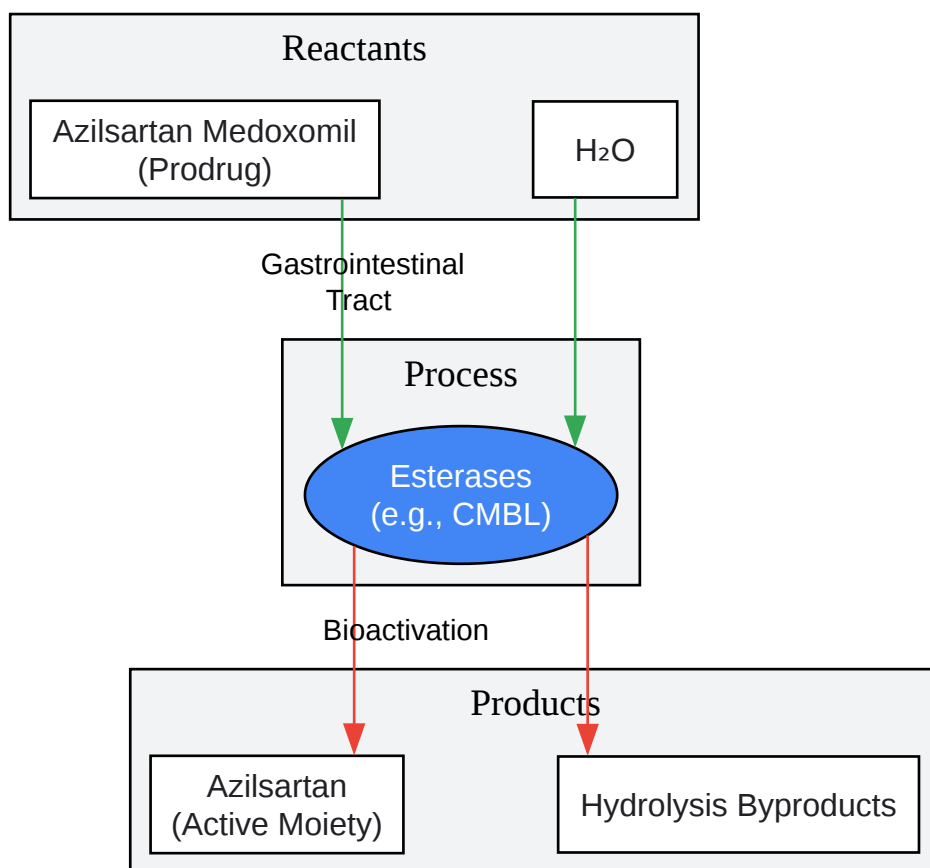 Reactants
Azilsartan Medoxomil
(Prodrug)
H₂O
Gastrointestinal
Tract
Process
Esterases
(e.g., CMBL)
Bioactivation
Products
Azilsartan
(Active Moiety)
Hydrolysis Byproducts